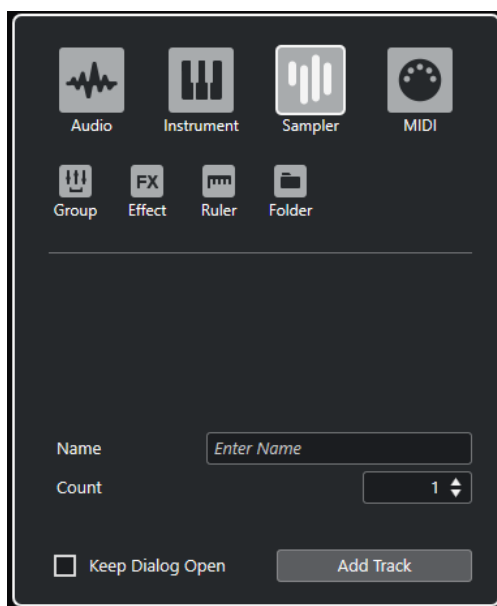 Audio Instrument Sampler MIDI
FX
Group Effect Ruler Folder
Name Enter Name
Count 1
Keep Dialog Open Add Track